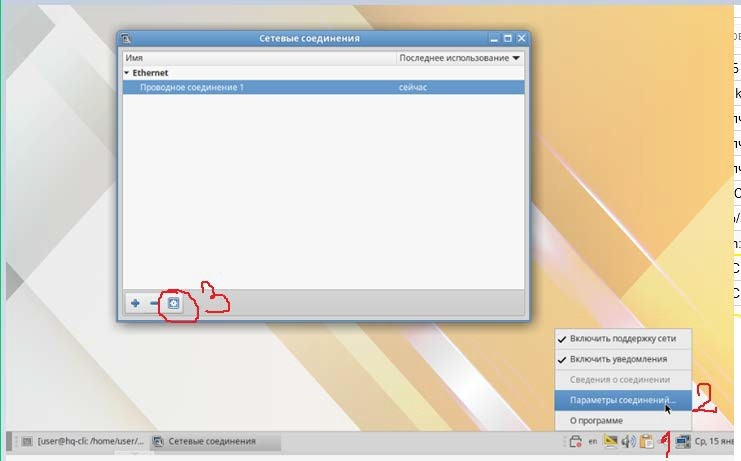 Сетевые соединения
Имя
Последнее использование
Ethernet
Проводное соединение 1
сейчас
3
Включить поддержку сети
Включить уведомления
Сведения о соединении
Параметры соединений...
2
О программе
[user@hq-cli: /home/user/...
Сетевые соединения
en
1
Ср, 15 янв